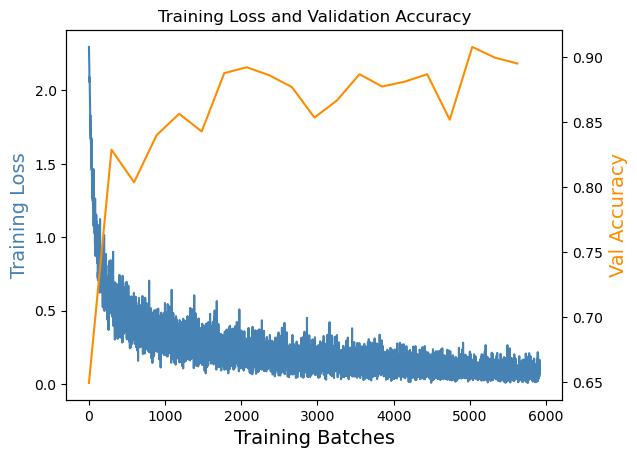 Training Loss and Validation Accuracy
Training Loss
2.0
1.5
1.0
0.5
0.0
0.90
0.85
0.80
0.75
0.70
0.65
Val Accuracy
0 1000 2000 3000 4000 5000 6000
Training Batches